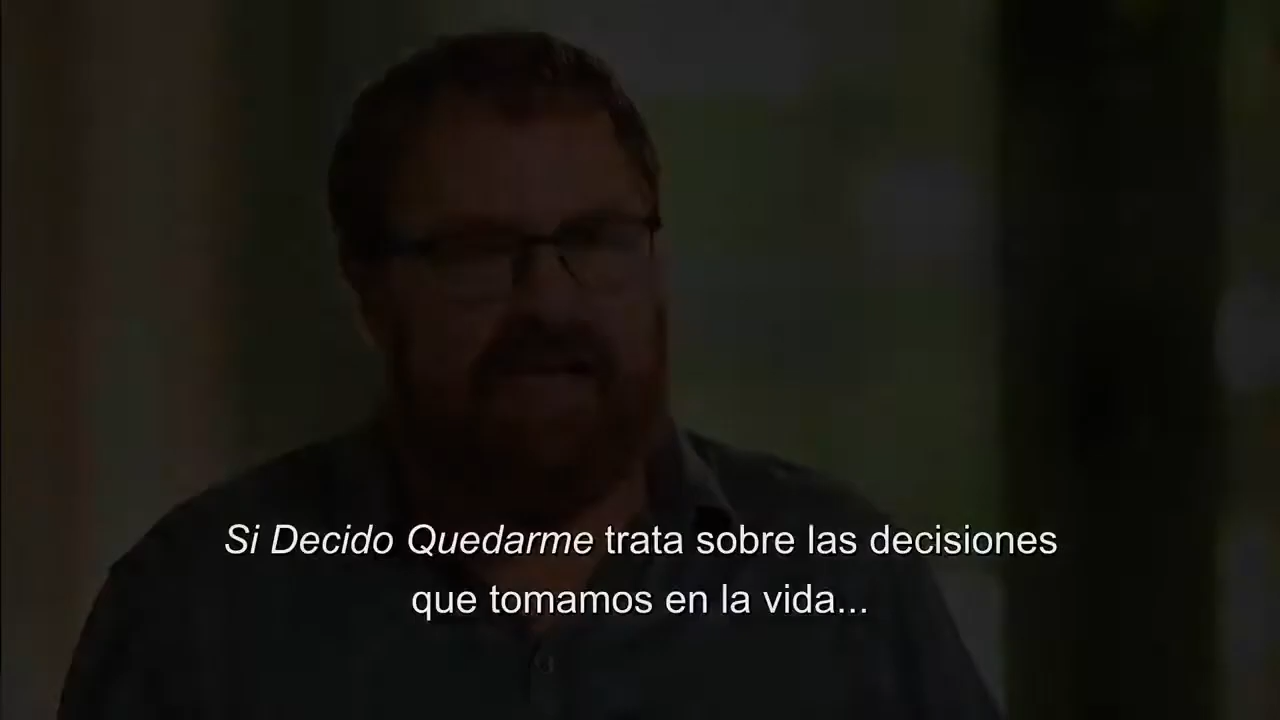 Si Decido Quedarme trata sobre las decisiones
que tomamos en la vida...